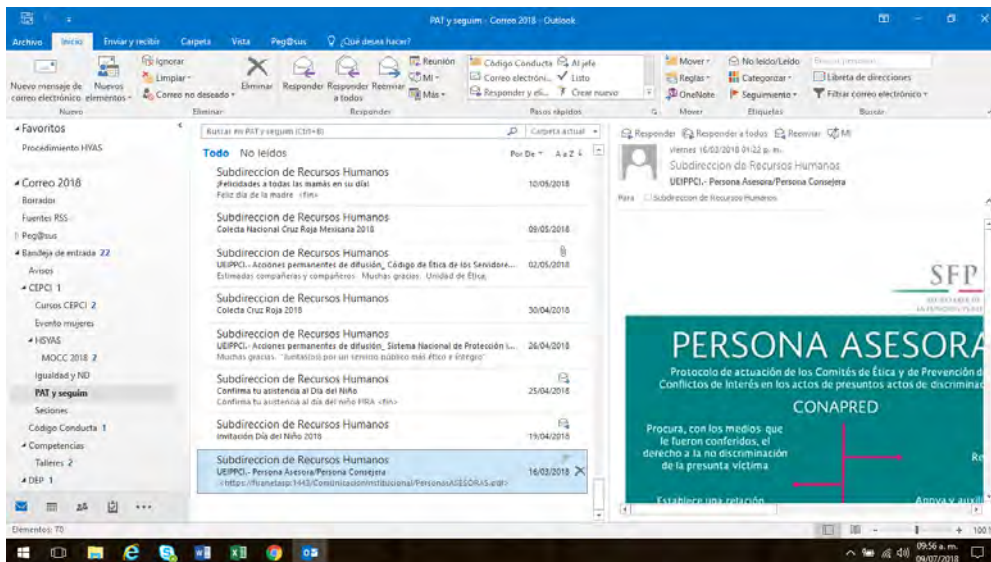 PAT y seguim - Correo 2018 - Outlook
Archivo Inicio Enviar y recibir Carpeta Vista Peg@sus ¿Qué desea hacer?
Nuevo mensaje de correo electrónico
Nuevos elementos
Ignorar
Limpiar
Correo no deseado
Eliminar
Responder
Responder a todos
Reenviar
Reunión
MI
Más
Código Conducta
Correo electróni...
Responder y eli...
Al jefe
Listo
Crear nuevo
Mover
Reglas
OneNote
No leído/Leído
Categorizar
Seguimiento
Libreta de direcciones
Filtrar correo electrónico
Nuevo Eliminar Responder Pasos rápidos Mover Etiquetas Buscar
Favoritos
Procedimiento HYAS
Correo 2018
Borrador
Fuentes RSS
Peg@sus
Bandeja de entrada 22
Avisos
CEPCI 1
Cursos CEPCI 2
Evento mujeres
HSYAS
MOCC 2018 2
Igualdad y ND
PAT y seguim
Sesiones
Código Conducta 1
Competencias
Talleres 2
DEP 1
Buscar en PAT y seguim (Ctrl+B) Carpeta actual
Todo No leídos Por De A a Z
Subdireccion de Recursos Humanos
¡Felicidades a todas las mamás en su día! 10/05/2018
Feliz día de la madre <fin>
Subdireccion de Recursos Humanos
Colecta Nacional Cruz Roja Mexicana 2018 09/05/2018
Subdireccion de Recursos Humanos
UEIPPCI.- Acciones permanentes de difusión_ Código de Ética de los Servidore... 02/05/2018
Estimadas compañeras y compañeros Muchas gracias. Unidad de Ética,
Subdireccion de Recursos Humanos
Colecta Cruz Roja 2018 30/04/2018
Subdireccion de Recursos Humanos
UEIPPCI.- Acciones permanentes de difusión_ Sistema Nacional de Protección i... 26/04/2018
Muchas gracias. "Juntas(os) por un servicio público más ético e íntegro"
Subdireccion de Recursos Humanos
Confirma tu asistencia al Día del Niño 25/04/2018
Confirma tu asistencia al día del niño FIRA <fin>
Subdireccion de Recursos Humanos
Invitación Día del Niño 2018 19/04/2018
Subdireccion de Recursos Humanos
UEIPPCI.- Persona Asesora/Persona Consejera 16/03/2018
Responder Responder a todos Reenviar MI
viernes 16/03/2018 01:22 p. m.
Subdireccion de Recursos Humanos
UEIPPCI.- Persona Asesora/Persona Consejera
Para Subdireccion de Recursos Humanos
SFP
PERSONA ASESORA
Protocolo de actuación de los Comités de Ética y de Prevención d
Conflictos de Interés en los actos de presuntos actos de discriminac
CONAPRED
Procura, con los medios que
le fueron conferidos, el
derecho a la no discriminación
de la presunta víctima
Re
Establece una relación
Apoya y auxili
Elementos: 70
100
09:56 a. m.
09/07/2018